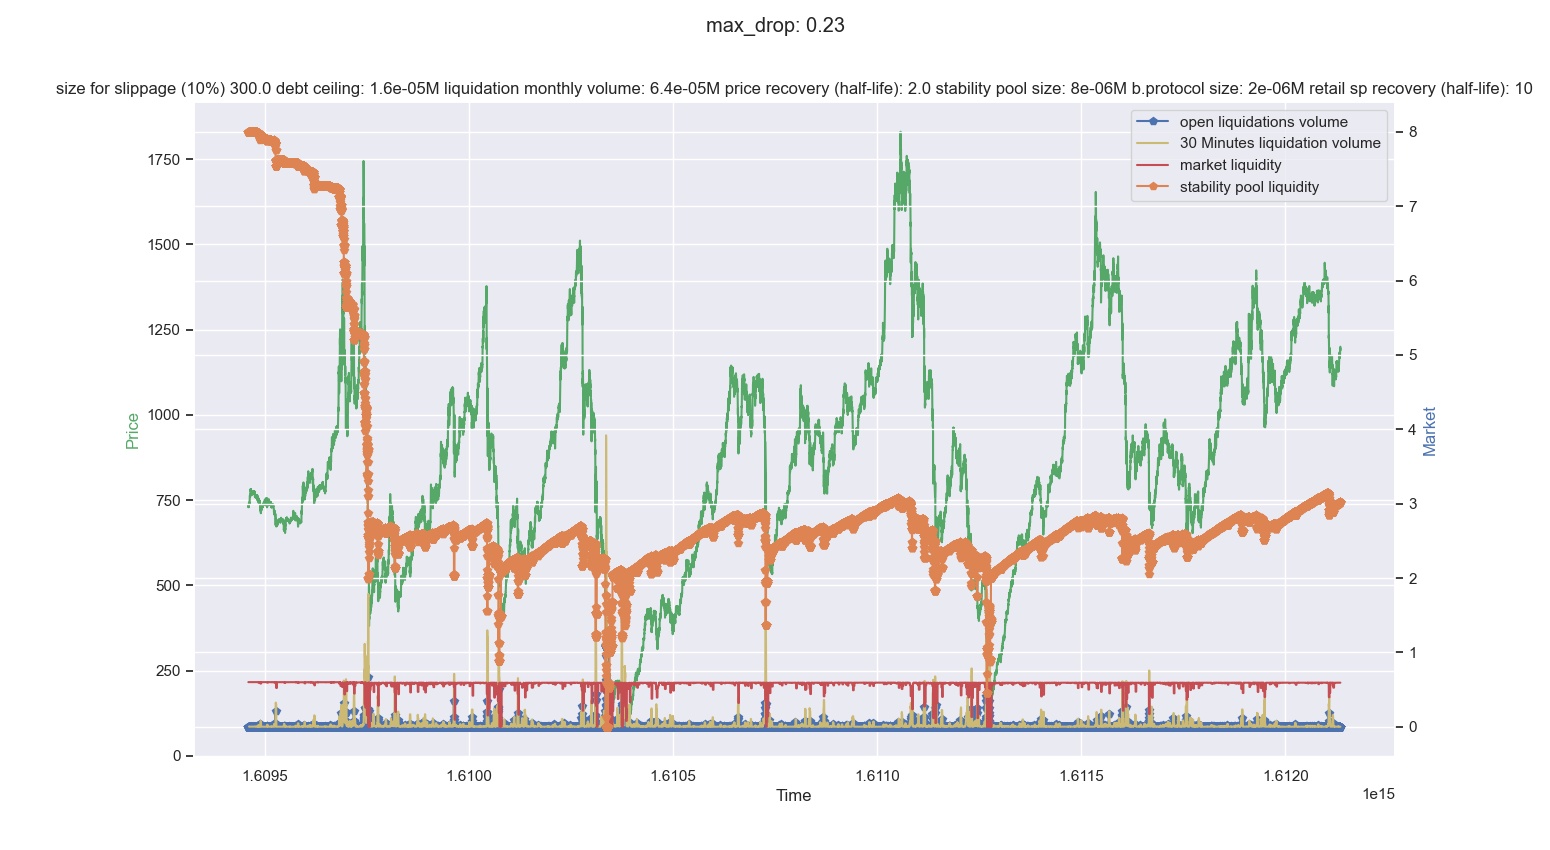 max_drop: 0.23
size for slippage (10%) 300.0 debt ceiling: 1.6e-05M liquidation monthly volume: 6.4e-05M price recovery (half-life): 2.0 stability pool size: 8e-06M b.protocol size: 2e-06M retail sp recovery (half-life): 10
open liquidations volume
30 Minutes liquidation volume
market liquidity
stability pool liquidity
1750
1500
1250
1000
750
500
250
0
Price
8
7
6
5
4
3
2
1
0
Market
1.6095
1.6100
1.6105
1.6110
1.6115
1.6120
1e15
Time